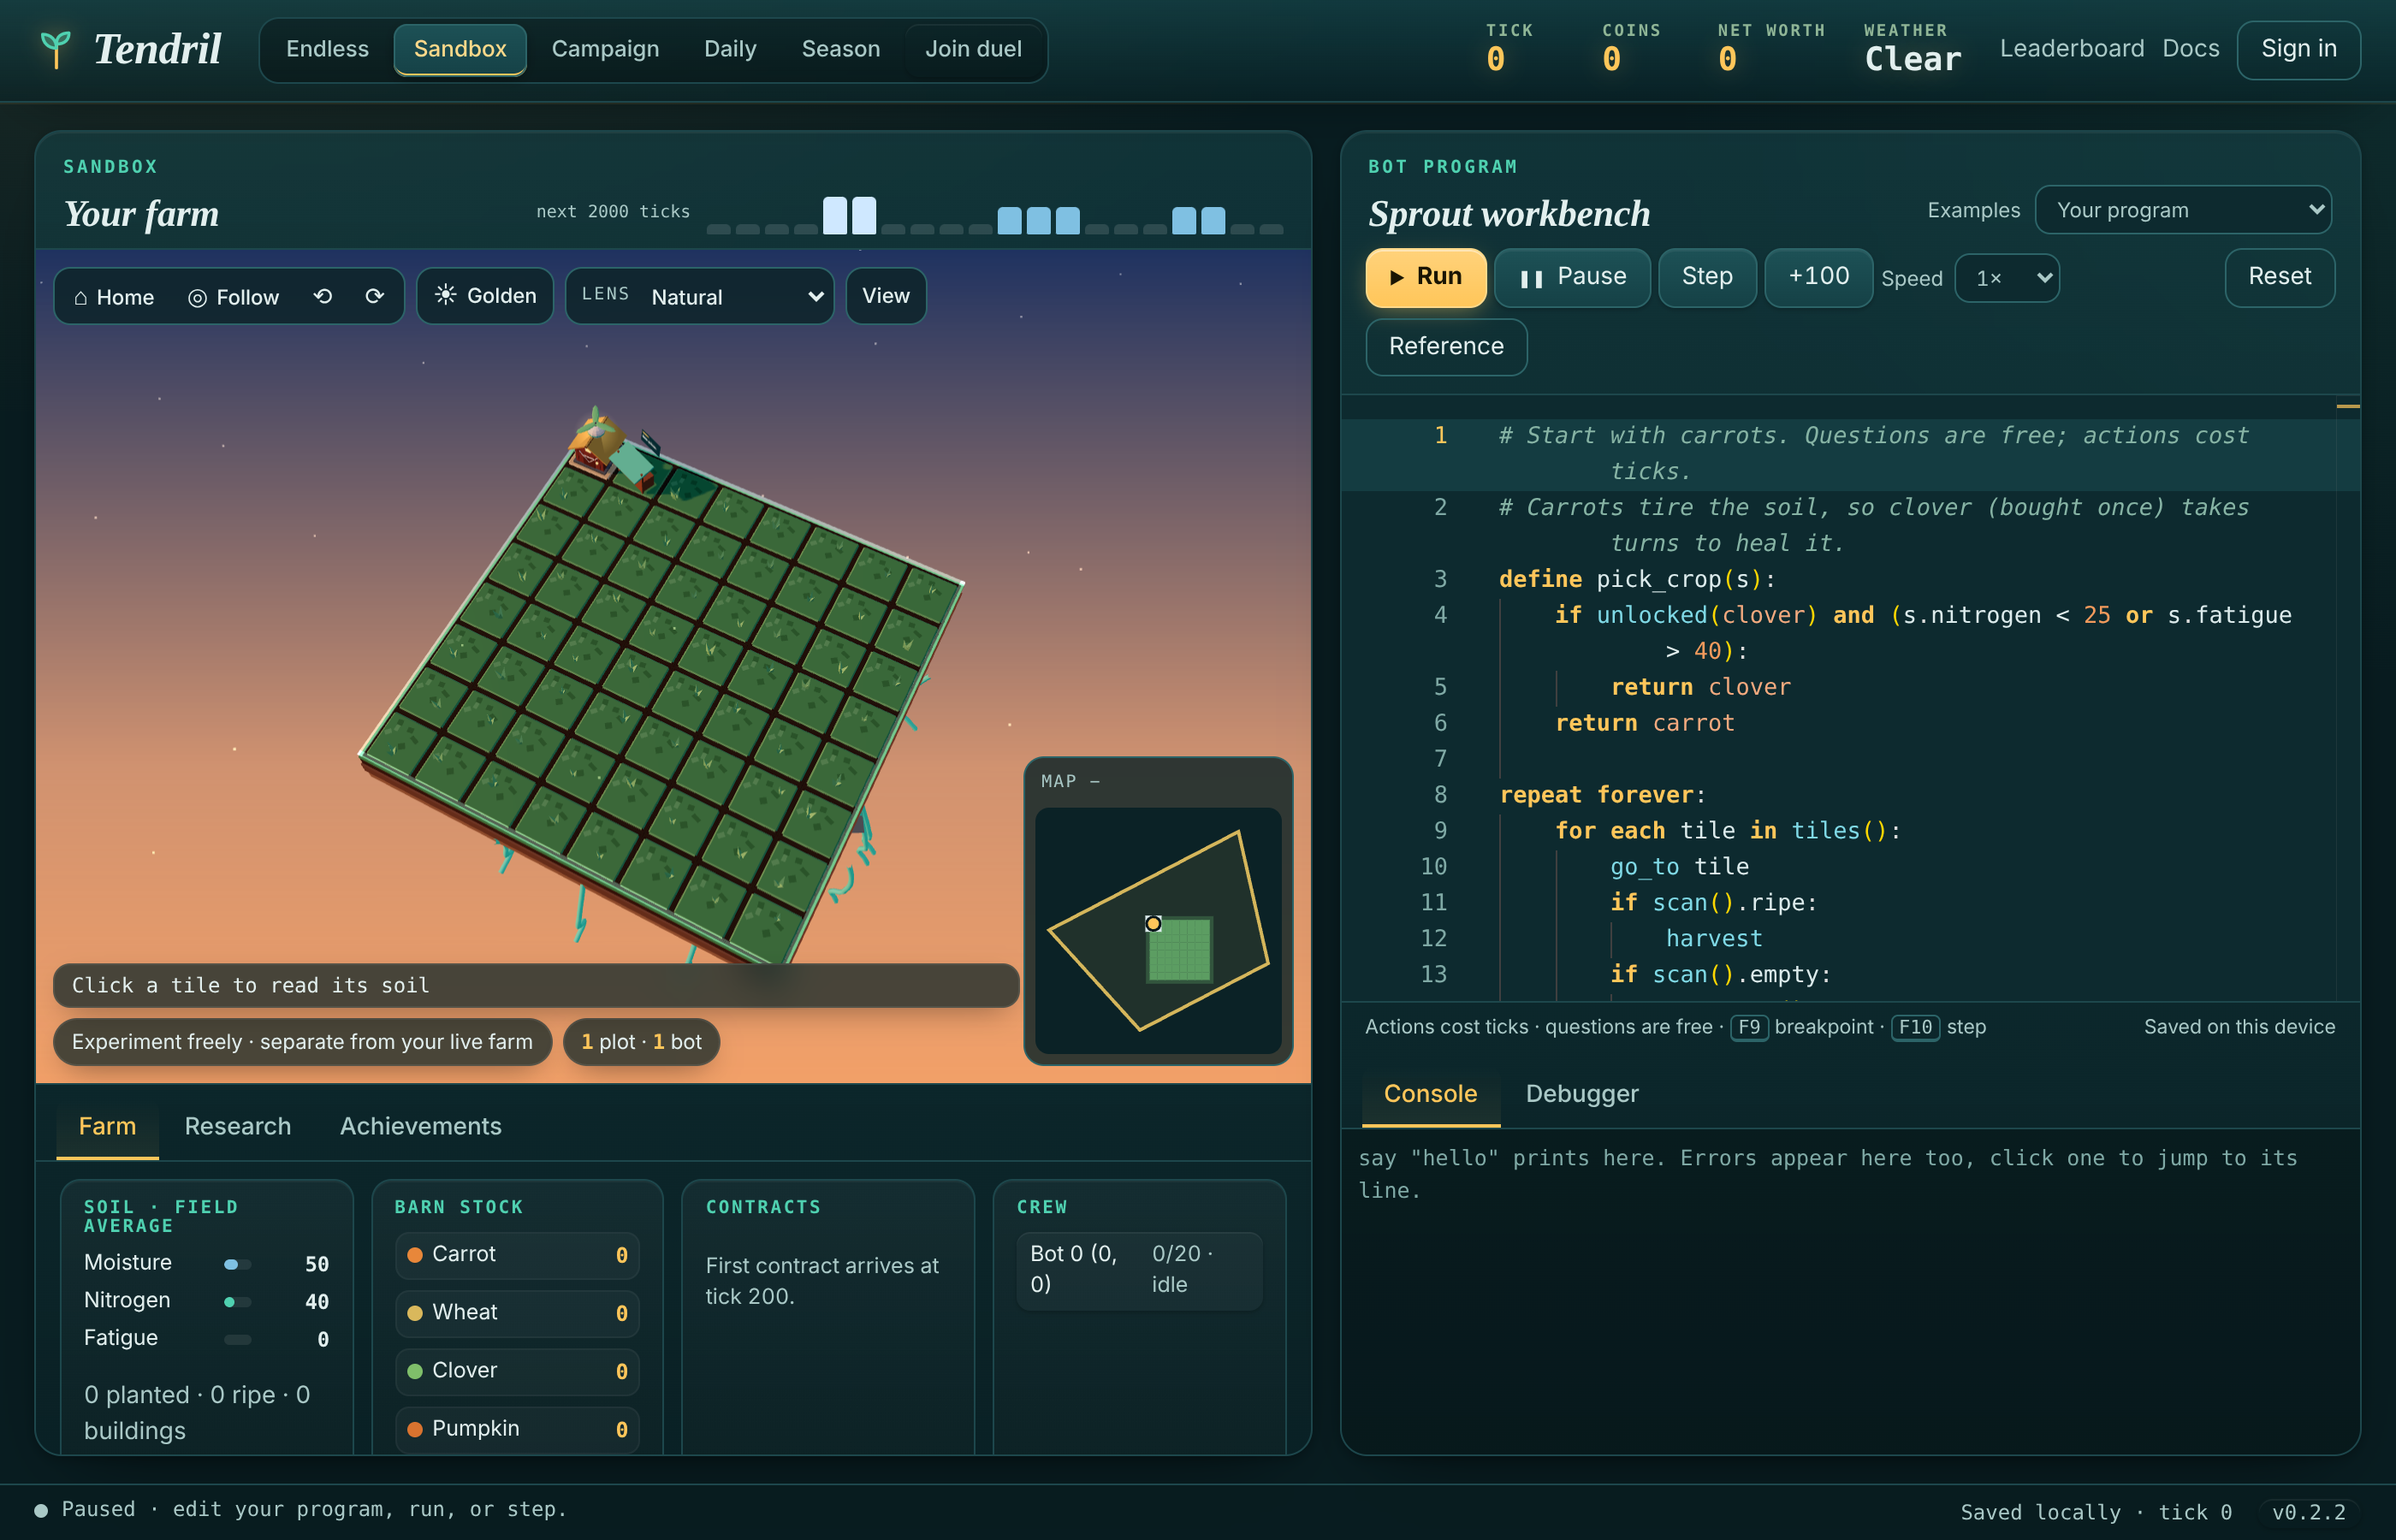 Tendril
Endless
Sandbox
Campaign
Daily
Season
Join duel
TICK
0
COINS
0
NET WORTH
0
WEATHER
Clear
Leaderboard
Docs
Sign in
SANDBOX
Your farm
next 2000 ticks
Home
Follow
Golden
LENS
Natural
View
MAP −
Click a tile to read its soil
Experiment freely · separate from your live farm
1 plot · 1 bot
Farm
Research
Achievements
SOIL · FIELD
AVERAGE
Moisture 50
Nitrogen 40
Fatigue 0
0 planted · 0 ripe · 0
buildings
BARN STOCK
Carrot 0
Wheat 0
Clover 0
Pumpkin 0
CONTRACTS
First contract arrives at
tick 200.
CREW
Bot 0 (0,
0)
0/20 ·
idle
BOT PROGRAM
Sprout workbench
Examples
Your program
Run
Pause
Step
+100
Speed
1×
Reset
Reference
1 # Start with carrots. Questions are free; actions cost
ticks.
2 # Carrots tire the soil, so clover (bought once) takes
turns to heal it.
3 define pick_crop(s):
4 if unlocked(clover) and (s.nitrogen < 25 or s.fatigue
> 40):
5 return clover
6 return carrot
7
8 repeat forever:
9 for each tile in tiles():
10 go_to tile
11 if scan().ripe:
12 harvest
13 if scan().empty:
Actions cost ticks · questions are free · F9 breakpoint · F10 step
Saved on this device
Console
Debugger
say "hello" prints here. Errors appear here too, click one to jump to its
line.
Paused · edit your program, run, or step.
Saved locally · tick 0
v0.2.2